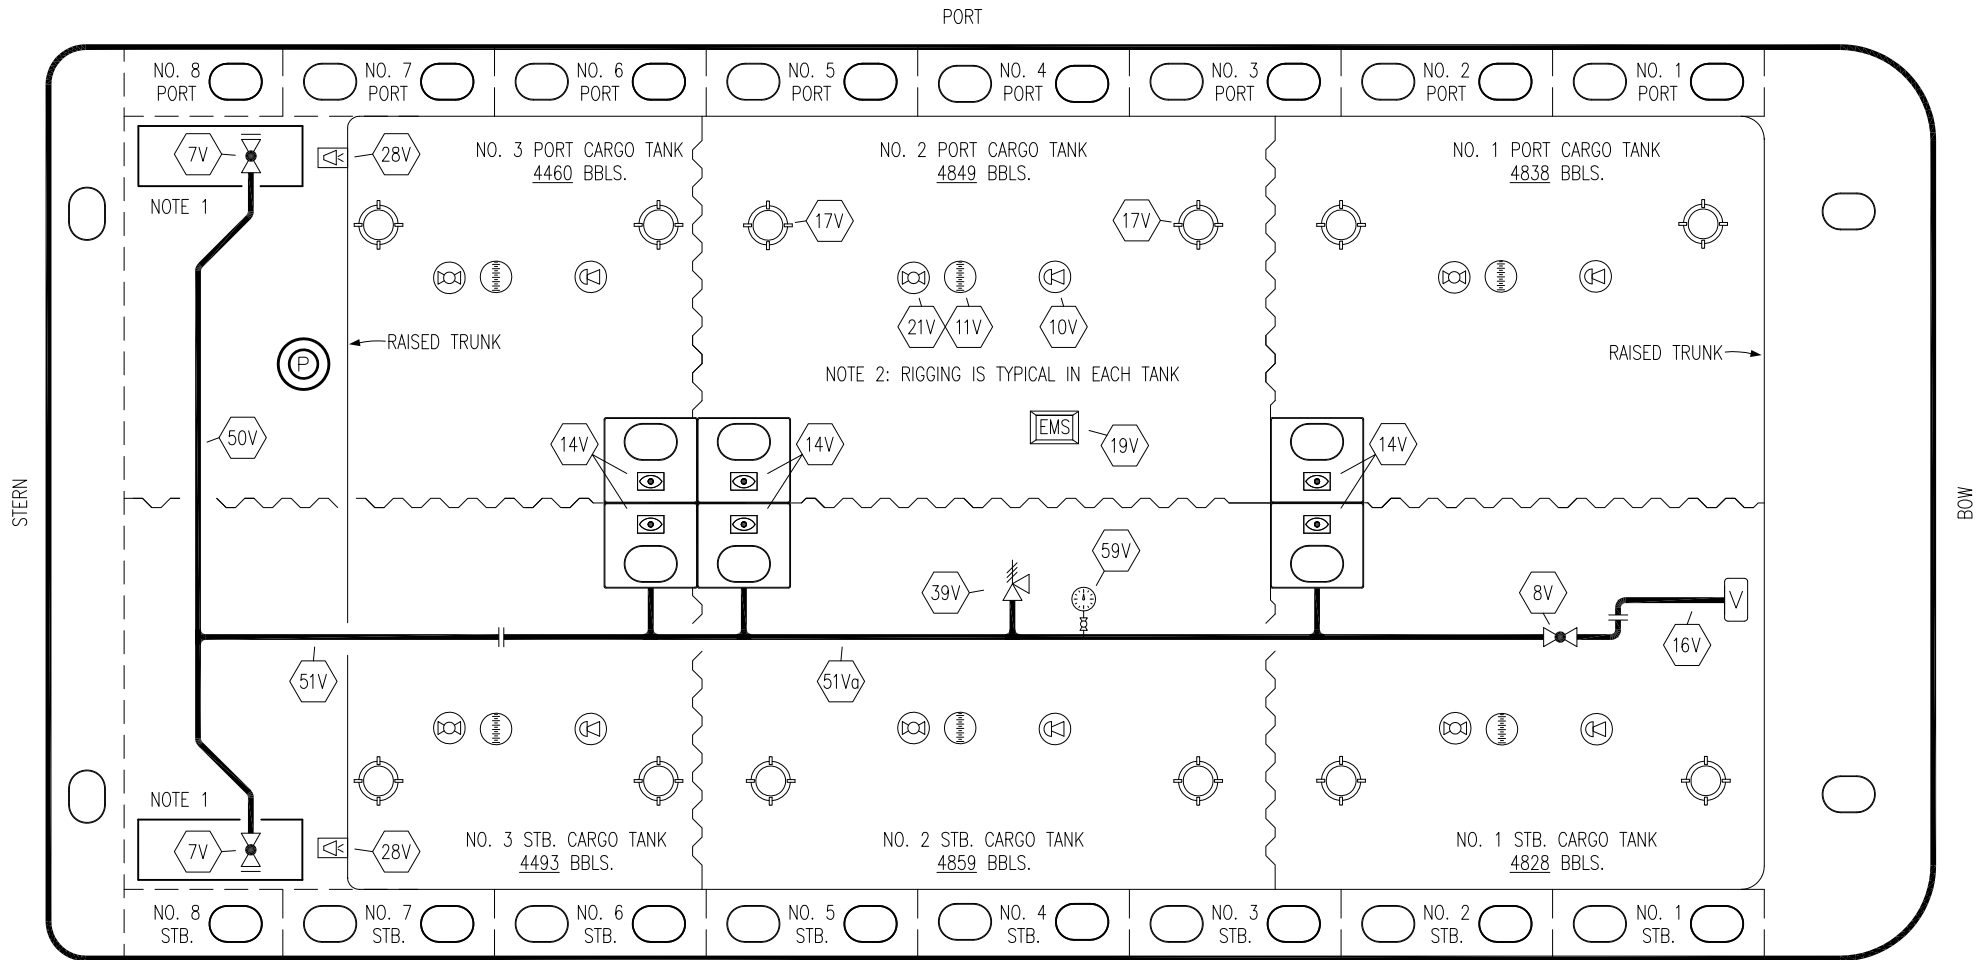 PORT
NO. 8
PORT
NO. 7
PORT
NO. 6
PORT
NO. 5
PORT
NO. 4
PORT
NO. 3
PORT
NO. 2
PORT
NO. 1
PORT
7V
28V
NOTE 1
NO. 3 PORT CARGO TANK
4460 BBLS.
NO. 2 PORT CARGO TANK
4849 BBLS.
NO. 1 PORT CARGO TANK
4838 BBLS.
17V
17V
21V
11V
10V
P
RAISED TRUNK
RAISED TRUNK
NOTE 2: RIGGING IS TYPICAL IN EACH TANK
50V
14V
14V
EMS
19V
14V
STERN
BOW
39V
59V
8V
V
16V
51V
51Va
NOTE 1
7V
28V
NO. 3 STB. CARGO TANK
4493 BBLS.
NO. 2 STB. CARGO TANK
4859 BBLS.
NO. 1 STB. CARGO TANK
4828 BBLS.
NO. 8
STB.
NO. 7
STB.
NO. 6
STB.
NO. 5
STB.
NO. 4
STB.
NO. 3
STB.
NO. 2
STB.
NO. 1
STB.